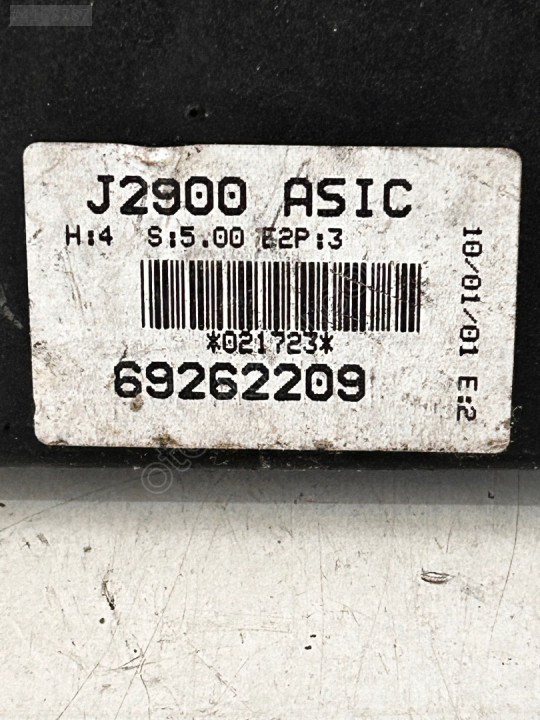 J2900 ASIC
H:4 S:5.00 E2P:3
*021723*
69262209
10/01/01 E:2